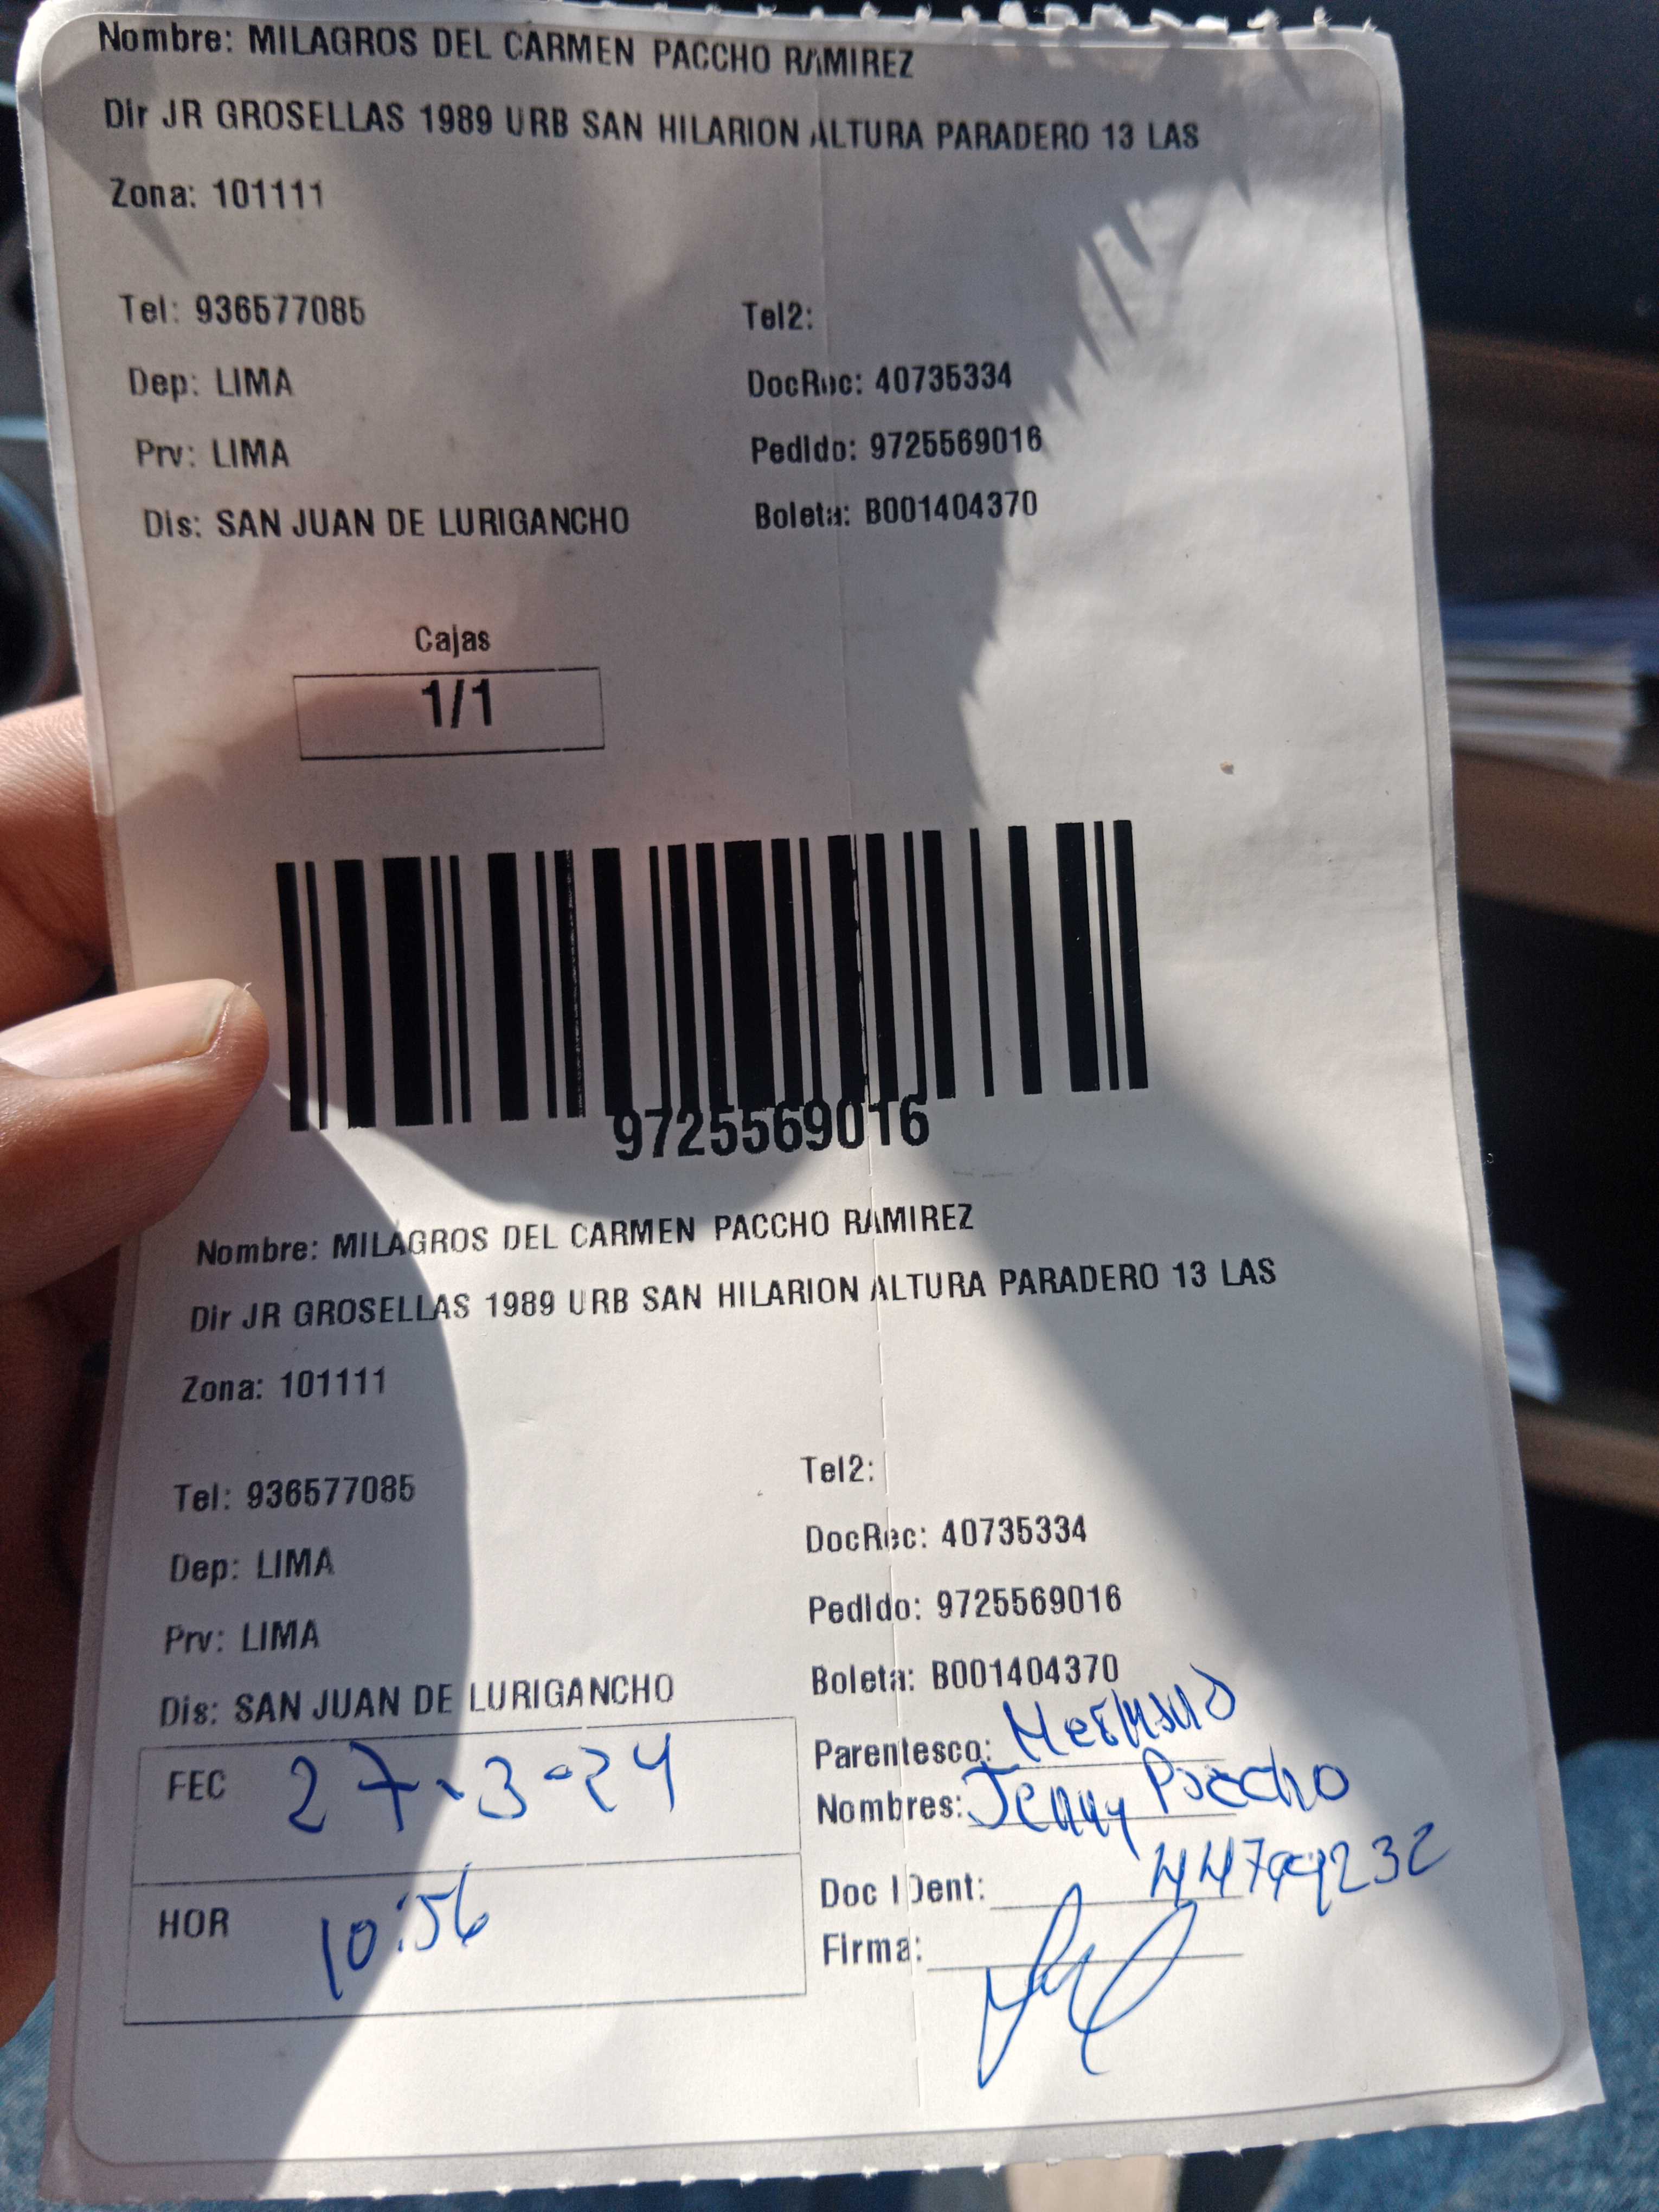 Nombre: MILAGROS DEL CARMEN PACCHO RAMIREZ
Dir JR GROSELLAS 1989 URB SAN HILARION ALTURA PARADERO 13 LAS
Zona: 101111
Tel: 936577085 Tel2:
Dep: LIMA DocRec: 40735334
Prv: LIMA Pedido: 9725569016
Dis: SAN JUAN DE LURIGANCHO Boleta: B001404370
Cajas
1/1
9725569016
Nombre: MILAGROS DEL CARMEN PACCHO RAMIREZ
Dir JR GROSELLAS 1989 URB SAN HILARION ALTURA PARADERO 13 LAS
Zona: 101111
Tel: 936577085 Tel2:
Dep: LIMA DocRec: 40735334
Prv: LIMA Pedido: 9725569016
Dis: SAN JUAN DE LURIGANCHO Boleta: B001404370
FEC 27-3-24
HOR 10:56
Parentesco:
Nombres: Jenny Paccho
Doc IDent:
Firma: